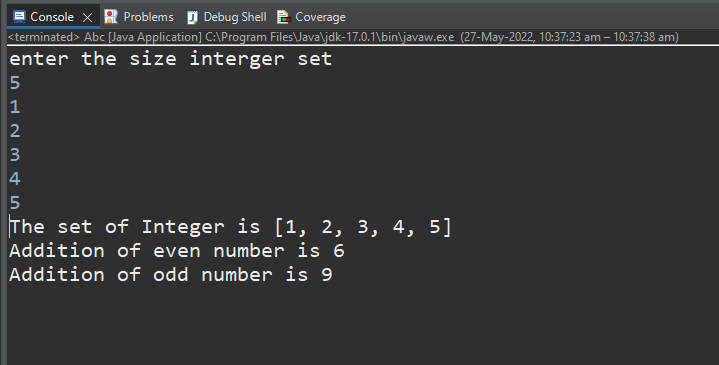 Console Problems Debug Shell Coverage
<terminated> Abc [Java Application] C:\Program Files\Java\jdk-17.0.1\bin\javaw.exe (27-May-2022, 10:37:23 am – 10:37:38 am)
enter the size interger set
5
1
2
3
4
5
The set of Integer is [1, 2, 3, 4, 5]
Addition of even number is 6
Addition of odd number is 9